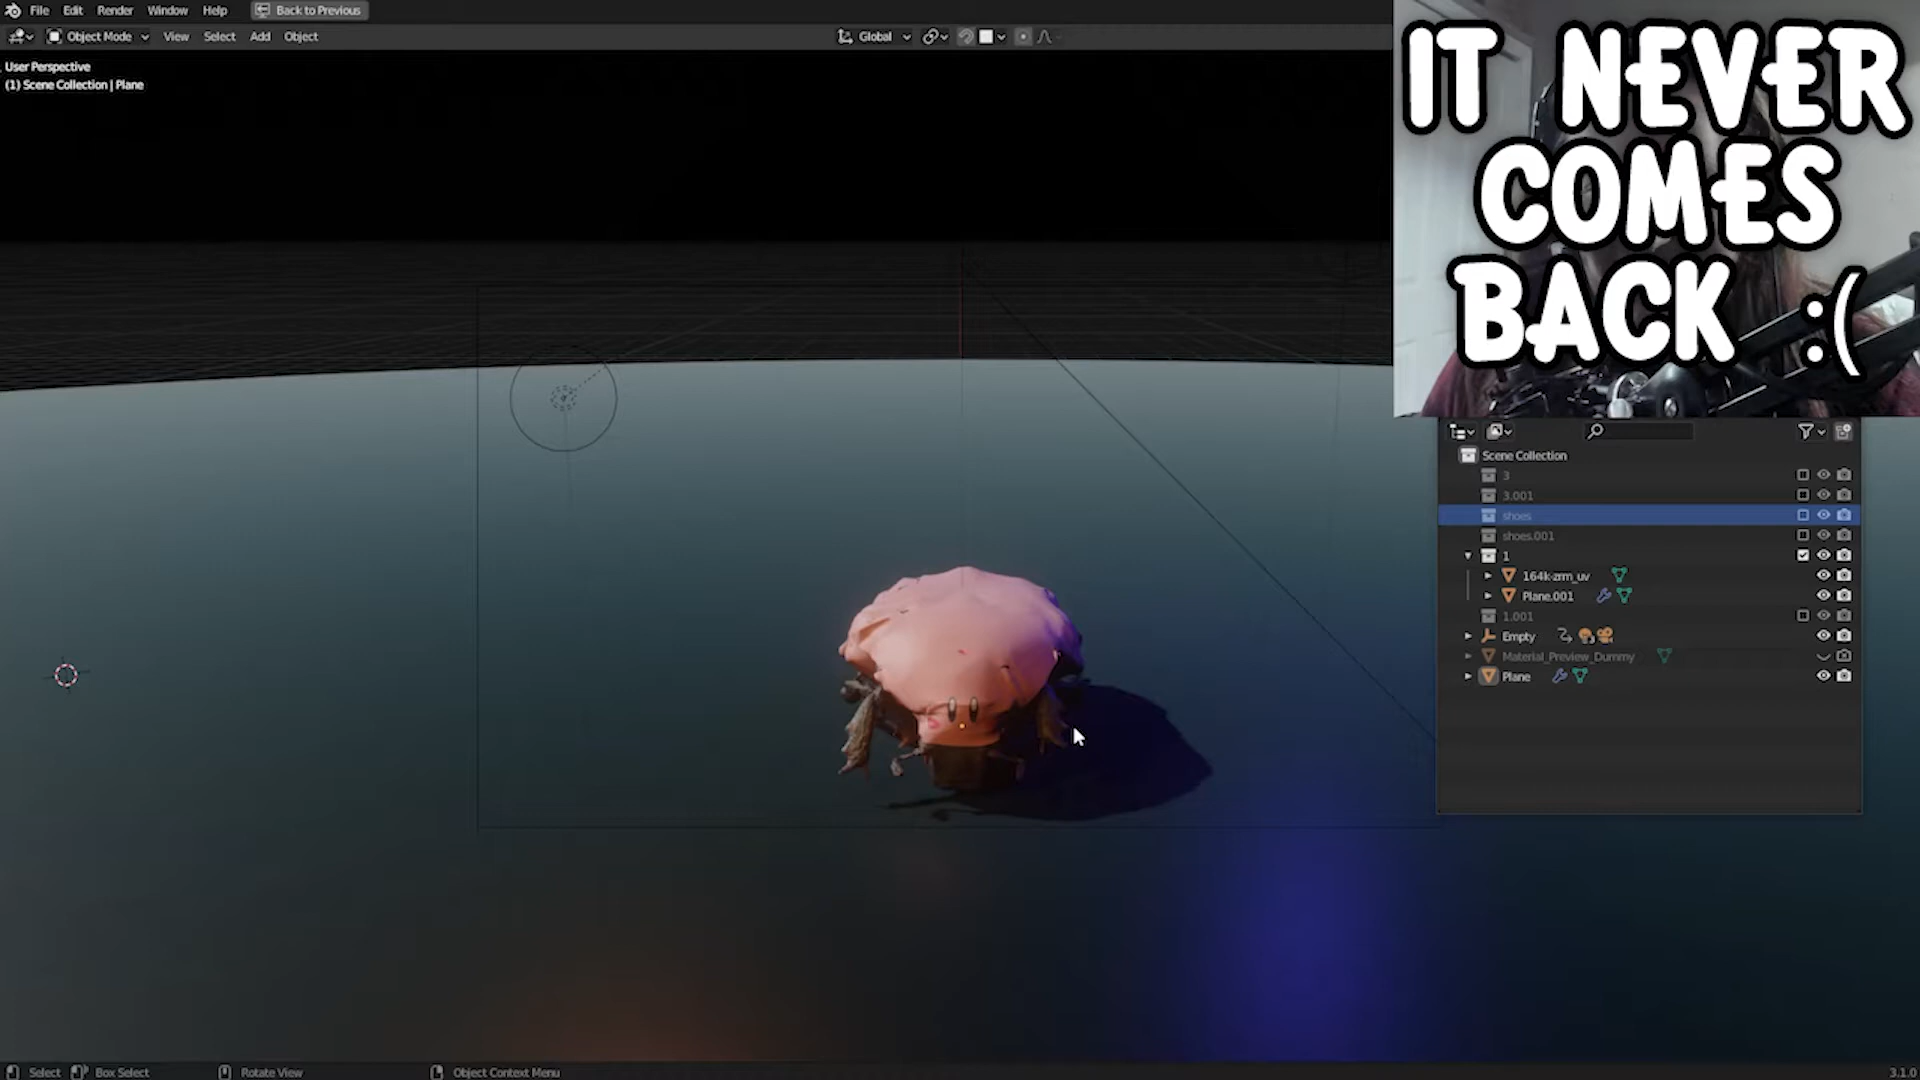 File Edit Render Window Help Back to Previous
Object Mode View Select Add Object Global
User Perspective
(1) Scene Collection | Plane
IT NEVER
COMES
BACK :(
Scene Collection
3
3.001
shoes
shoes.001
1
164k-zrm_uv
Plane.001
1.001
Empty
3
Material_Preview_Dummy
Plane
Select Box Select Rotate View Object Context Menu 3.1.0